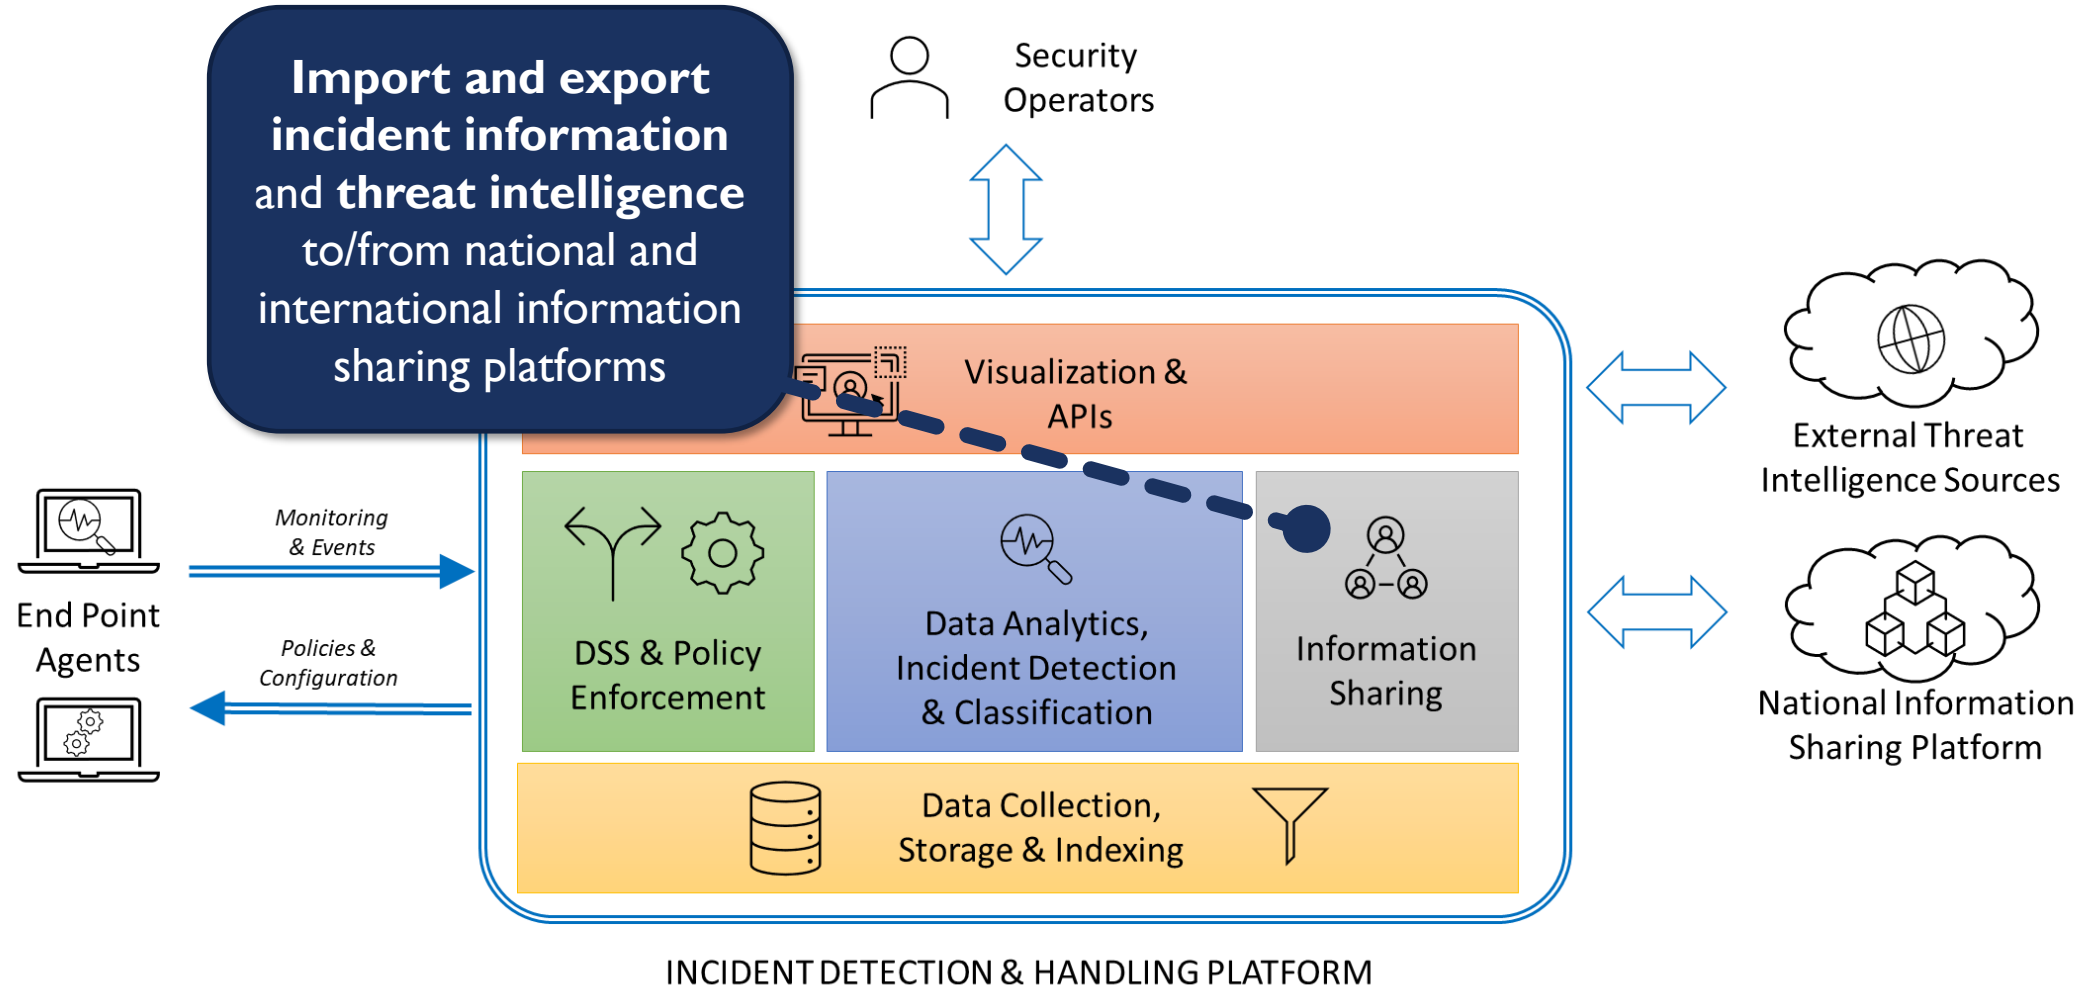 Import and export
incident information
and threat intelligence
to/from national and
international information
sharing platforms
Security
Operators
Visualization &
APIs
External Threat
Intelligence Sources
Monitoring
& Events
End Point
Agents
Policies &
Configuration
DSS & Policy
Enforcement
Data Analytics,
Incident Detection
& Classification
Information
Sharing
National Information
Sharing Platform
Data Collection,
Storage & Indexing
INCIDENT DETECTION & HANDLING PLATFORM